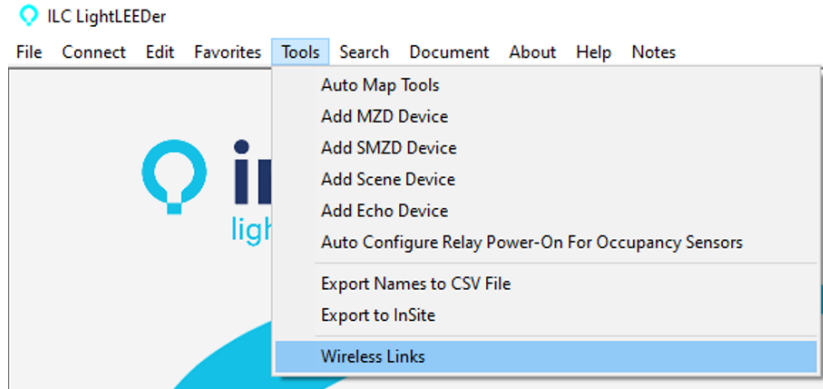 ILC LightLEEDer
File Connect Edit Favorites Tools Search Document About Help Notes
Auto Map Tools
Add MZD Device
Add SMZD Device
Add Scene Device
Add Echo Device
Auto Configure Relay Power-On For Occupancy Sensors
Export Names to CSV File
Export to InSite
Wireless Links